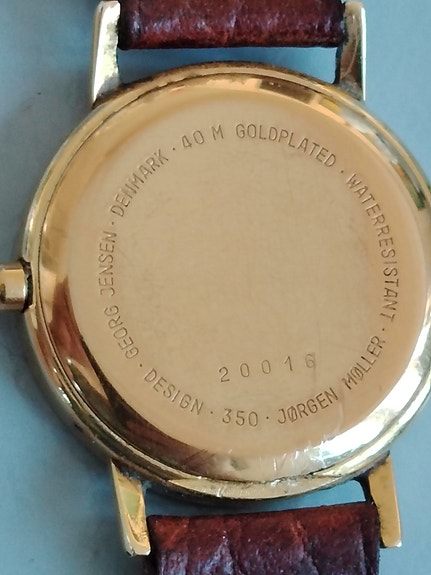 GEORG JENSEN · DENMARK · 40 M GOLDPLATED · WATERRESISTANT · JØRGEN MØLLER · 350 · DESIGN ·
20016